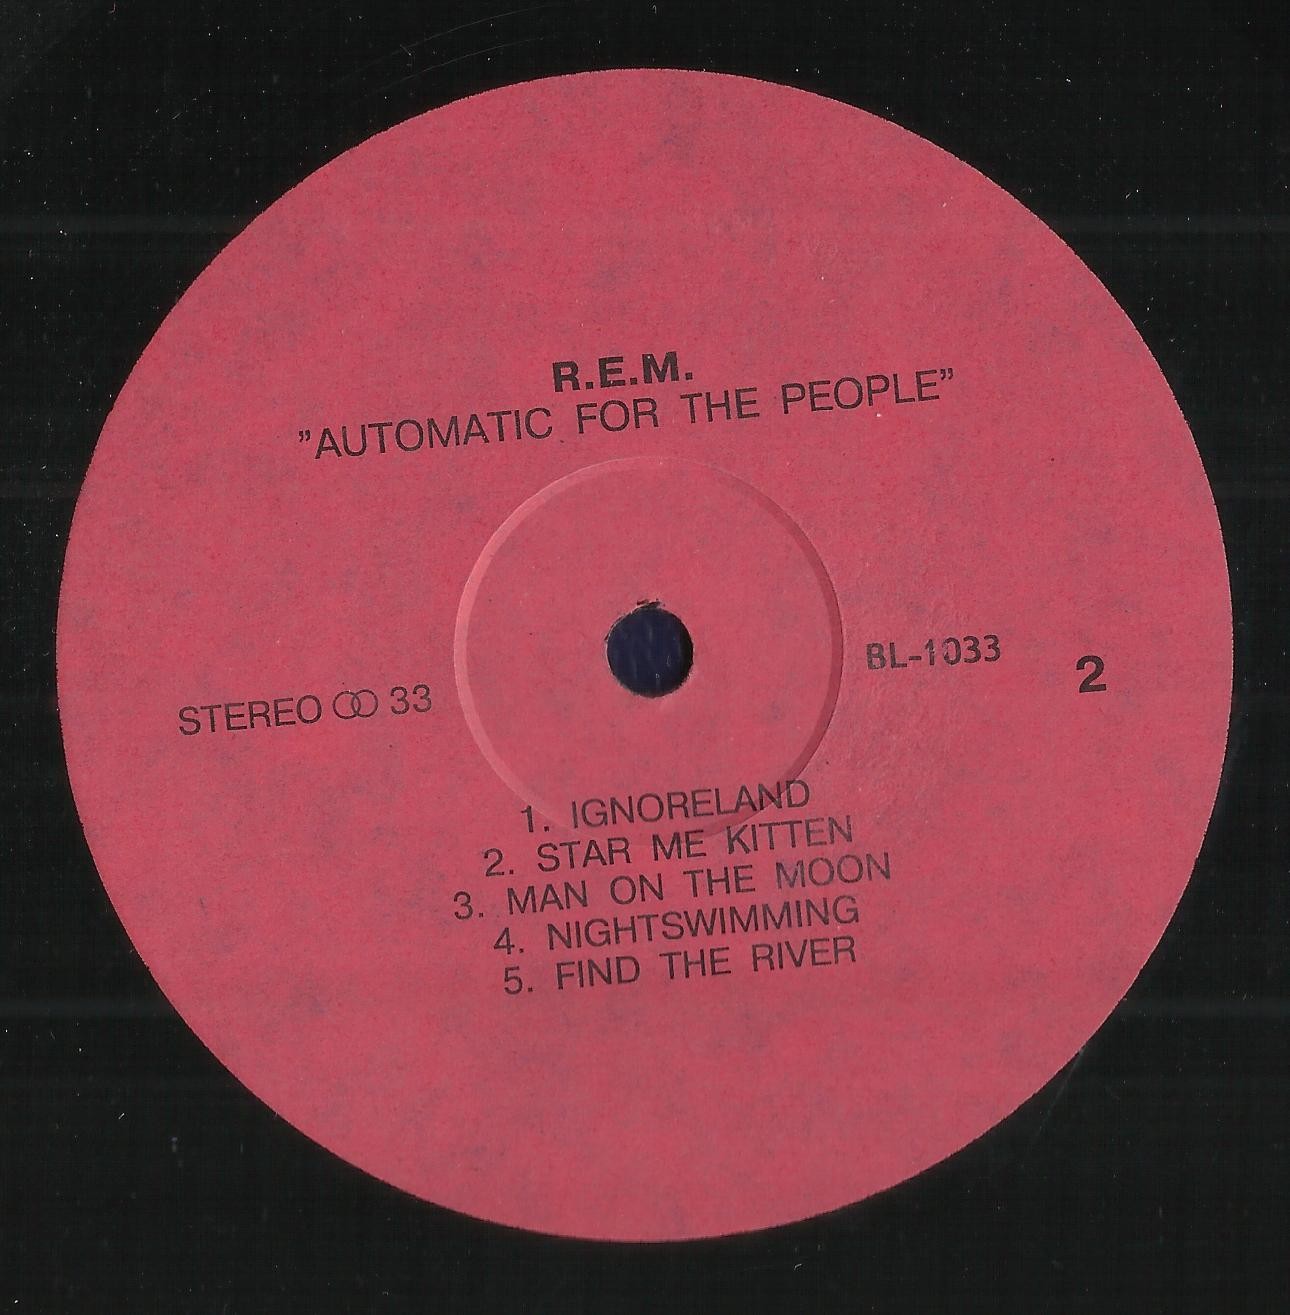 R.E.M.
”AUTOMATIC FOR THE PEOPLE”
STEREO 33
BL-1033
2
1. IGNORELAND
2. STAR ME KITTEN
3. MAN ON THE MOON
4. NIGHTSWIMMING
5. FIND THE RIVER